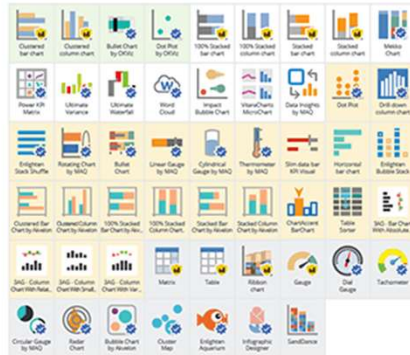 Clustered
bar chart
Clustered
column chart
Bullet Chart
by OKViz
Dot Plot
by OKViz
100% Stacked
bar chart
100% Stacked
column chart
Stacked
bar chart
Stacked
column chart
Mekko
Chart
Power KPI
Matrix
Ultimate
Variance
Ultimate
Waterfall
Word
Cloud
Impact
Bubble Chart
VitaraCharts
MicroChart
Data Insights
by MAQ
Dot Plot
Drill down
column chart
Enlighten
Stack Shuffle
Rotating Chart
by MAQ
Bullet
Chart
Linear Gauge
by MAQ
Cylindrical
Gauge by MAQ
Thermometer
by MAQ
Slim data bar
KPI Visual
Horizontal
bar chart
Enlighten
Bubble Stack
Clustered Bar
Chart by Akvelon
Clustered Column
Chart by Akvelon
100% Stacked
Bar Chart by Akvelon
100% Stacked
Column Chart
Stacked Bar
Chart by Akvelon
Stacked Column
Chart by Akvelon
ChartAccent
BarChart
Table
Sorter
3AG - Bar Chart
With Absolute
3AG - Column
Chart With Relat...
3AG - Column
Chart With Small...
3AG - Column
Chart With Var...
Matrix
Table
Ribbon
chart
Gauge
Dial
Gauge
Tachometer
Circular Gauge
by MAQ
Radar
Chart
Bubble Chart
by Akvelon
Cluster
Map
Enlighten
Aquarium
Infographic
Designer
SandDance